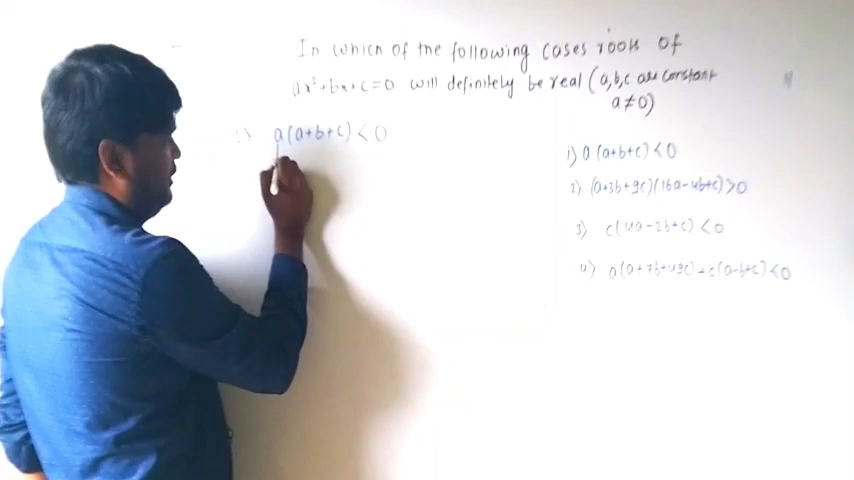 In which of the following cases roots of
ax²+bx+c=0 will definitely be real (a,b,c are constant
a≠0)
1) a(a+b+c)<0
1) a(a+b+c)<0
2) (a+3b+9c)(16a-4b+c)>0
3) c(4a-2b+c)<0
4) a(a+7b+49c)+c(a-b+c)<0